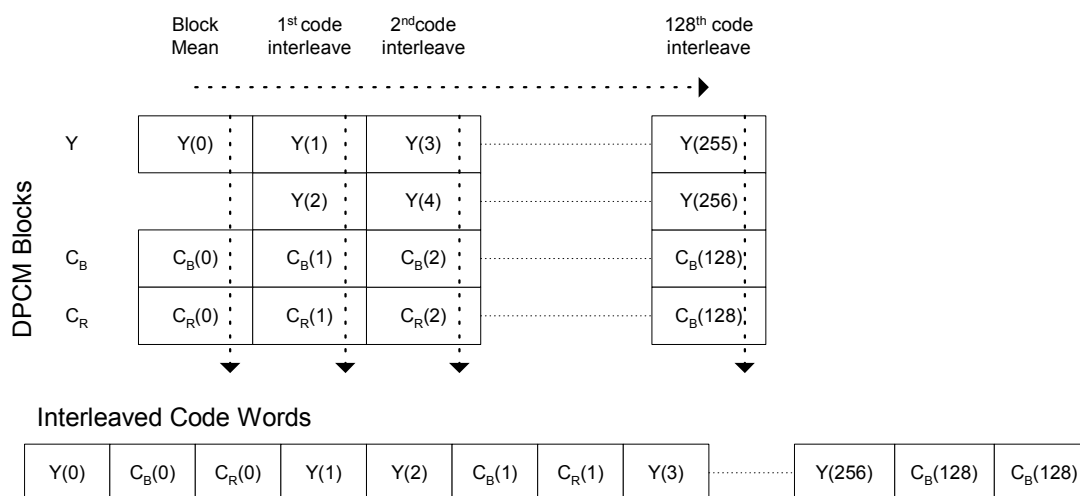 Block Mean 1st code interleave 2ndcode interleave 128th code interleave
Y Y(0) Y(1) Y(3) Y(255)
Y(2) Y(4) Y(256)
DPCM Blocks
CB CB(0) CB(1) CB(2) CB(128)
CR CR(0) CR(1) CR(2) CB(128)
Interleaved Code Words
Y(0) CB(0) CR(0) Y(1) Y(2) CB(1) CR(1) Y(3) Y(256) CB(128) CB(128)